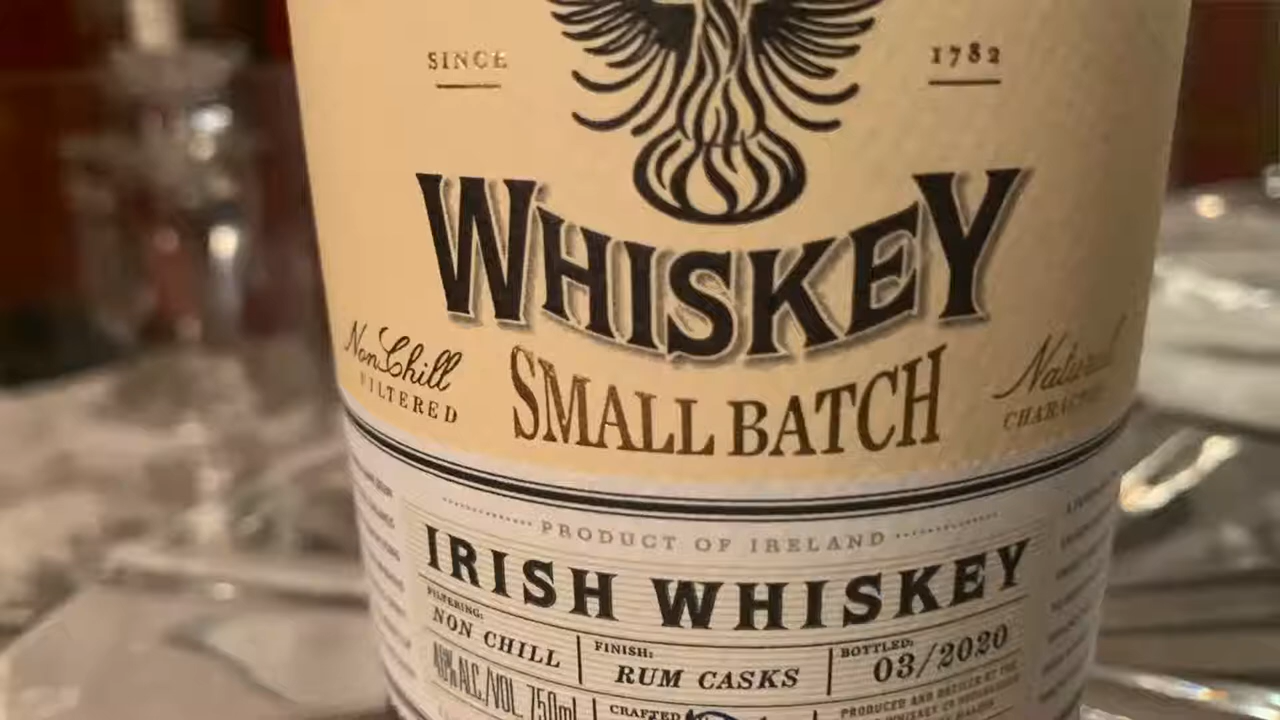 SINCE 1782
WHISKEY
Non Chill
FILTERED
SMALL BATCH
Natural
PRODUCT OF IRELAND
IRISH WHISKEY
FILTERING:
NON CHILL
FINISH:
RUM CASKS
BOTTLED:
03/2020
46% ALC./VOL. 750ml
CRAFTED
PRODUCED AND BOTTLED BY THE